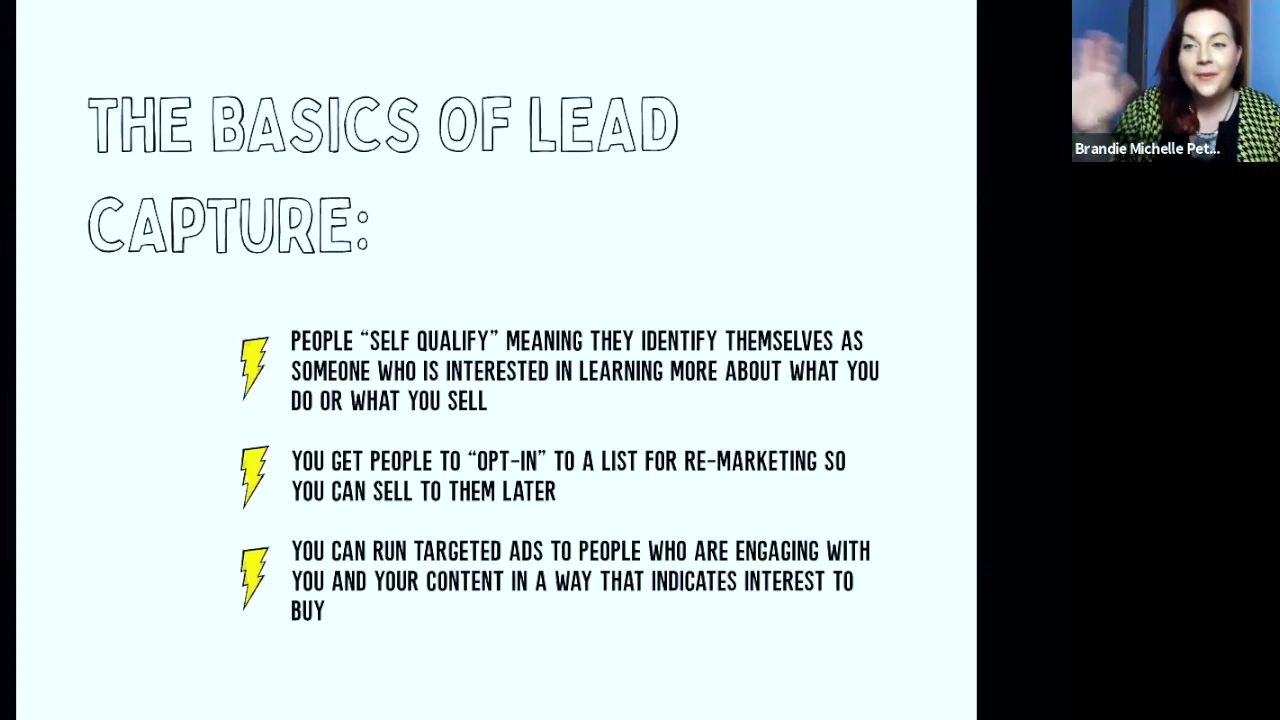 THE BASICS OF LEAD
CAPTURE:
PEOPLE “SELF QUALIFY” MEANING THEY IDENTIFY THEMSELVES AS
SOMEONE WHO IS INTERESTED IN LEARNING MORE ABOUT WHAT YOU
DO OR WHAT YOU SELL
YOU GET PEOPLE TO “OPT-IN” TO A LIST FOR RE-MARKETING SO
YOU CAN SELL TO THEM LATER
YOU CAN RUN TARGETED ADS TO PEOPLE WHO ARE ENGAGING WITH
YOU AND YOUR CONTENT IN A WAY THAT INDICATES INTEREST TO
BUY
Brandie Michelle Pet...